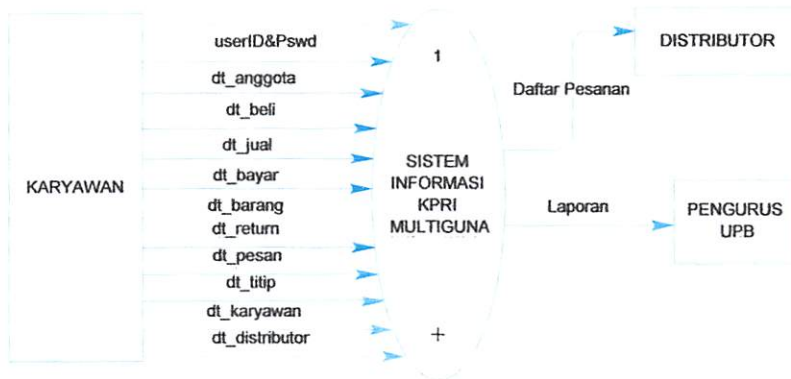 KARYAWAN
userID&Pswd
dt_anggota
dt_beli
dt_jual
dt_bayar
dt_barang
dt_return
dt_pesan
dt_titip
dt_karyawan
dt_distributor
1
SISTEM
INFORMASI
KPRI
MULTIGUNA
+
Daftar Pesanan
DISTRIBUTOR
Laporan
PENGURUS
UPB